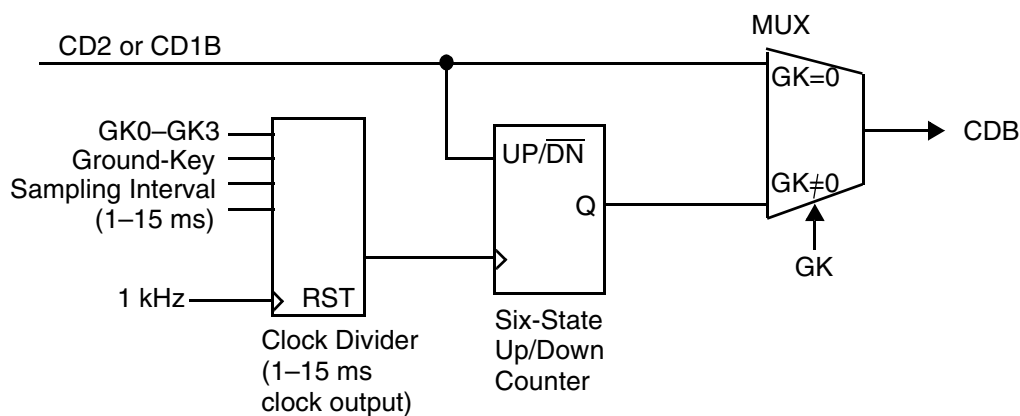 MUX
CD2 or CD1B
GK=0
GK0–GK3
Ground-Key
Sampling Interval
(1–15 ms)
UP/DN
CDB
GK≠0
Q
GK
1 kHz
RST
Clock Divider
(1–15 ms
clock output)
Six-State
Up/Down
Counter